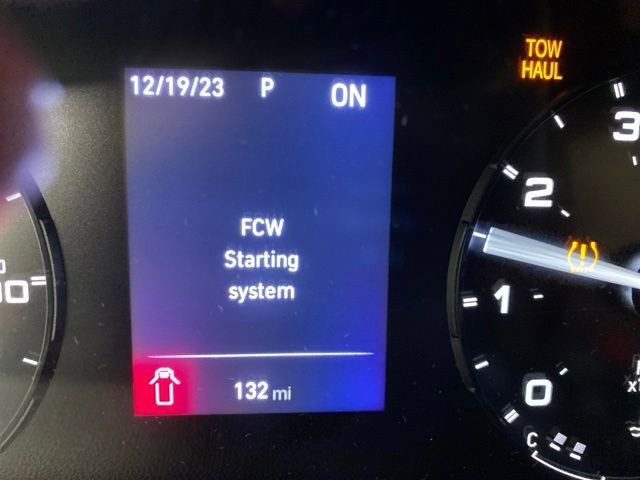 12/19/23 P ON
TOW
HAUL
FCW
Starting
system
132 mi
3
2
1
0
C